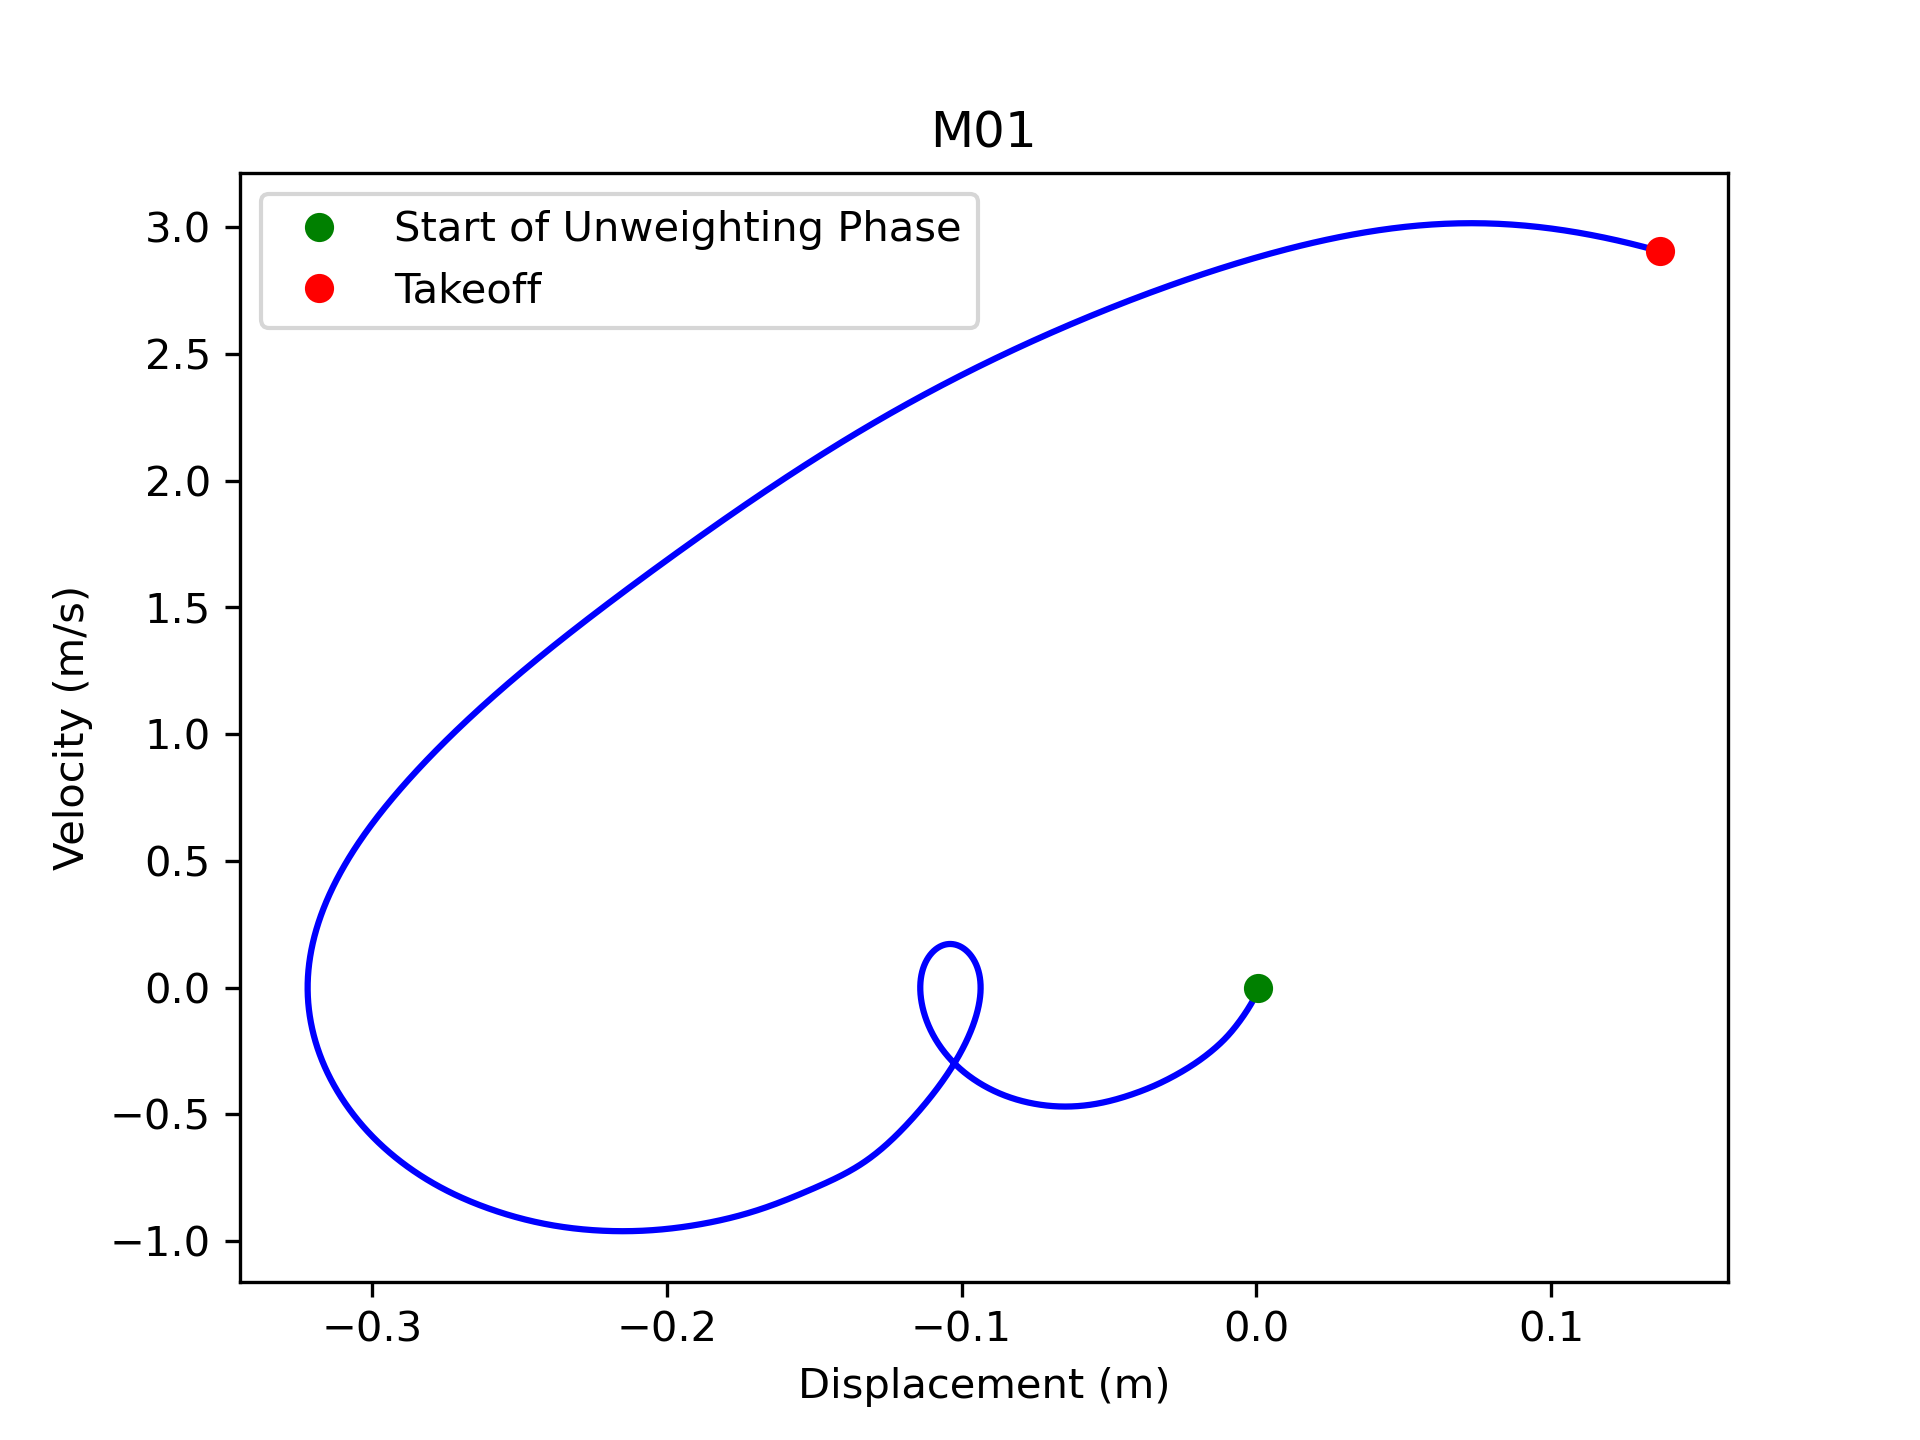 M01
Start of Unweighting Phase
Takeoff
3.0
2.5
2.0
1.5
1.0
0.5
0.0
−0.5
−1.0
Velocity (m/s)
−0.3 −0.2 −0.1 0.0 0.1
Displacement (m)